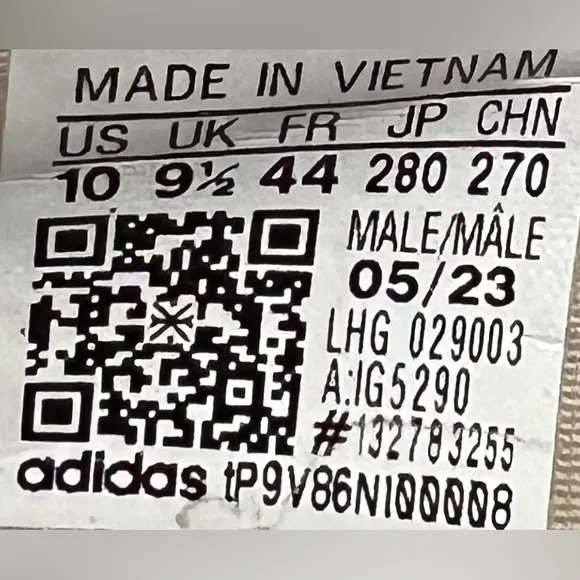 MADE IN VIETNAM
US UK FR JP CHN
10 9½ 44 280 270
MALE/MÂLE
05/23
LHG 029003
A:IG5290
#132783255
adidas tP9V86N100008